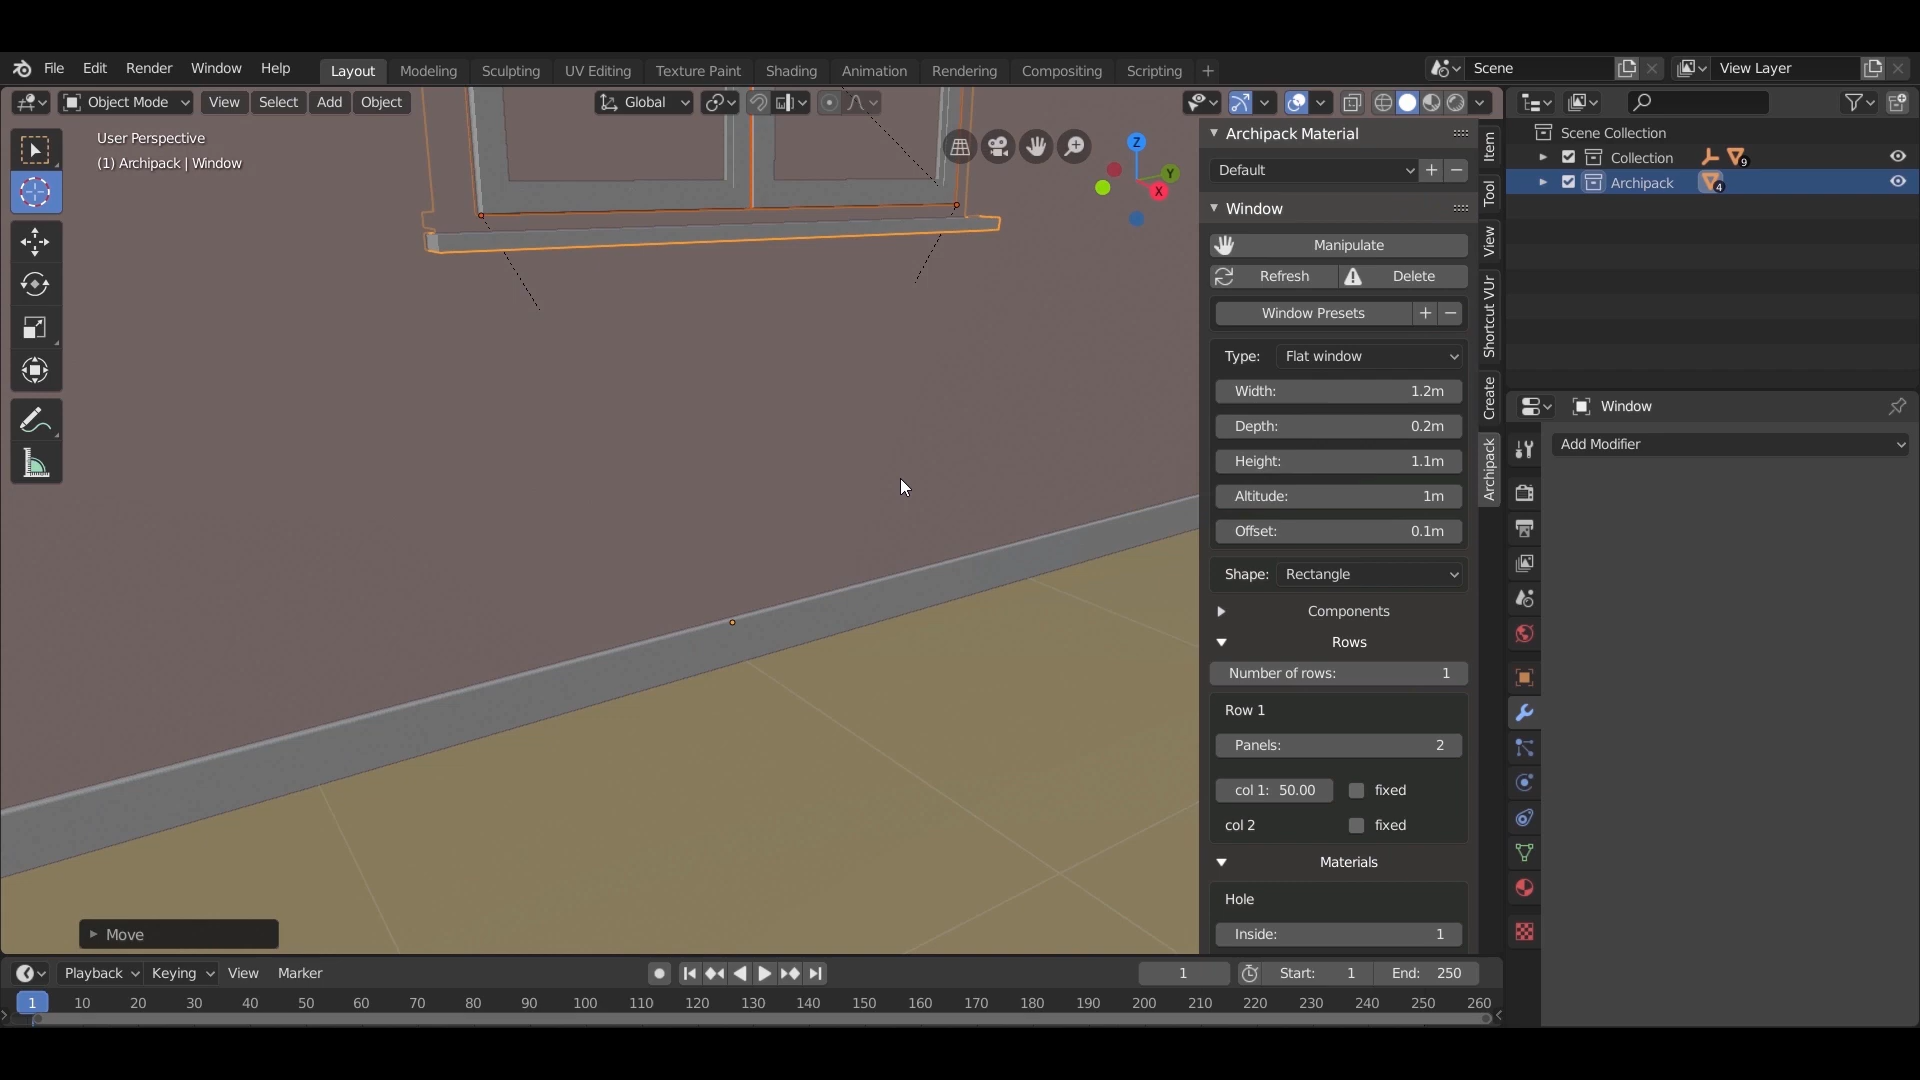 File Edit Render Window Help Layout Modeling Sculpting UV Editing Texture Paint Shading Animation Rendering Compositing Scripting + Scene View Layer
Object Mode View Select Add Object Global
User Perspective
(1) Archipack | Window
Z
Y
X
Move
Archipack Material
Default
Window
Manipulate
Refresh Delete
Window Presets
Type: Flat window
Width: 1.2m
Depth: 0.2m
Height: 1.1m
Altitude: 1m
Offset: 0.1m
Shape: Rectangle
Components
Rows
Number of rows: 1
Row 1
Panels: 2
col 1: 50.00 fixed
col 2 fixed
Materials
Hole
Inside: 1
Item
Tool
View
Shortcut VUr
Create
Archipack
Scene Collection
Collection 9
Archipack 4
Window
Add Modifier
Playback Keying View Marker 1 Start: 1 End: 250
1 10 20 30 40 50 60 70 80 90 100 110 120 130 140 150 160 170 180 190 200 210 220 230 240 250 260